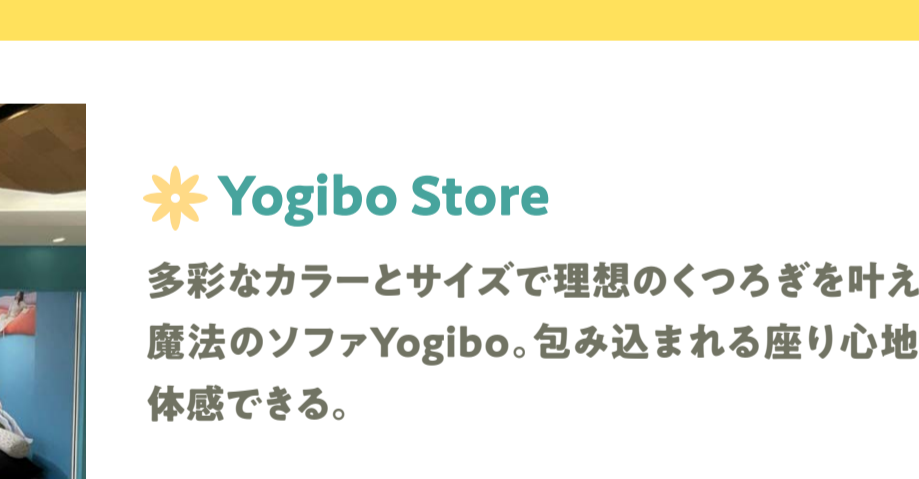 Yogibo Store
多彩なカラーとサイズで理想のくつろぎを叶え
魔法のソファYogibo。包み込まれる座り心地
体感できる。